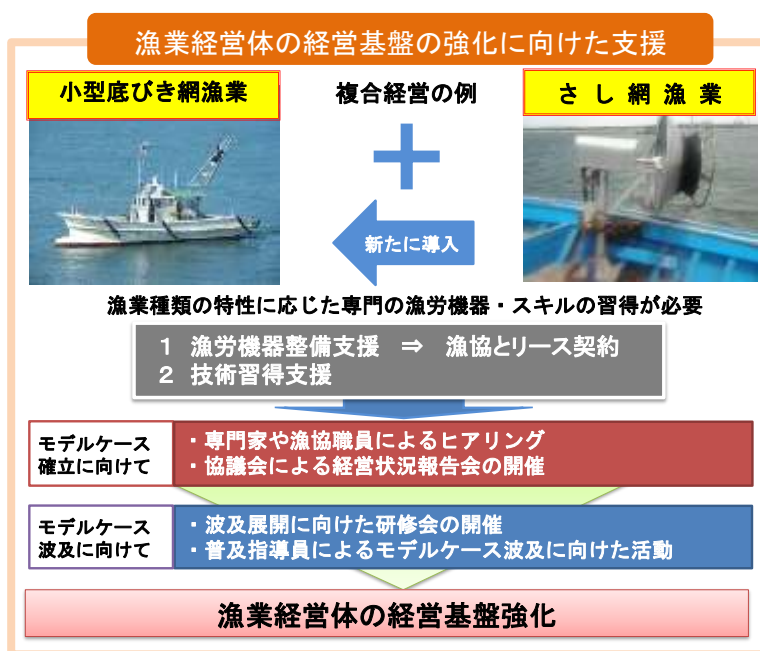 漁業経営体の経営基盤の強化に向けた支援
小型底びき網漁業
複合経営の例
さし網漁業
新たに導入
漁業種類の特性に応じた専門の漁労機器・スキルの習得が必要
1 漁労機器整備支援 ⇒ 漁協とリース契約
2 技術習得支援
モデルケース
確立に向けて
・専門家や漁協職員によるヒアリング
・協議会による経営状況報告会の開催
モデルケース
波及に向けて
・波及展開に向けた研修会の開催
・普及指導員によるモデルケース波及に向けた活動
漁業経営体の経営基盤強化